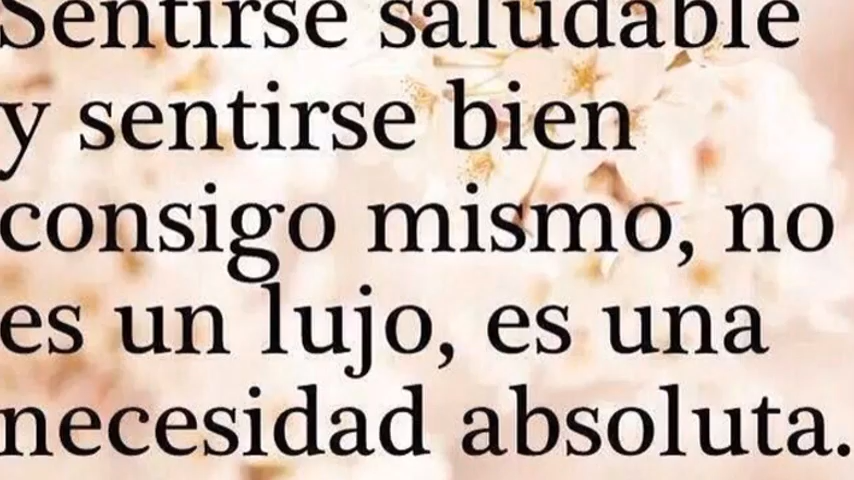 Sentirse saludable
y sentirse bien
consigo mismo, no
es un lujo, es una
necesidad absoluta.